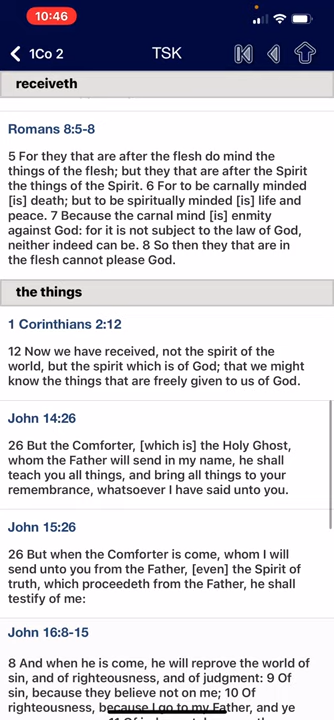 10:46
1Co 2
TSK
receiveth
Romans 8:5-8
5 For they that are after the flesh do mind the
things of the flesh; but they that are after the Spirit
the things of the Spirit. 6 For to be carnally minded
[is] death; but to be spiritually minded [is] life and
peace. 7 Because the carnal mind [is] enmity
against God: for it is not subject to the law of God,
neither indeed can be. 8 So then they that are in
the flesh cannot please God.
the things
1 Corinthians 2:12
12 Now we have received, not the spirit of the
world, but the spirit which is of God; that we might
know the things that are freely given to us of God.
John 14:26
26 But the Comforter, [which is] the Holy Ghost,
whom the Father will send in my name, he shall
teach you all things, and bring all things to your
remembrance, whatsoever I have said unto you.
John 15:26
26 But when the Comforter is come, whom I will
send unto you from the Father, [even] the Spirit of
truth, which proceedeth from the Father, he shall
testify of me:
John 16:8-15
8 And when he is come, he will reprove the world of
sin, and of righteousness, and of judgment: 9 Of
sin, because they believe not on me; 10 Of
righteousness, because I go to my Father, and ye